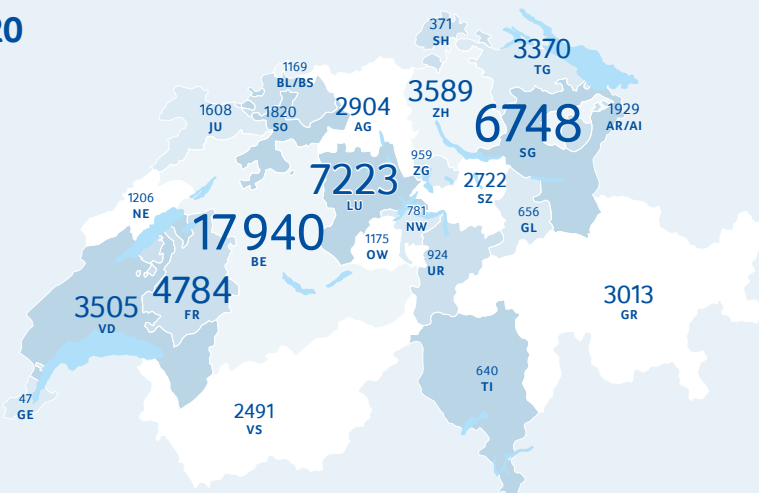 20
371
SH
3370
TG
1169
BL/BS
3589
ZH
1608
JU
1820
SO
2904
AG
6748
SG
1929
AR/AI
959
ZG
7223
LU
2722
SZ
1206
NE
781
NW
656
GL
17940
BE
1175
OW
924
UR
4784
FR
3505
VD
3013
GR
640
TI
47
GE
2491
VS